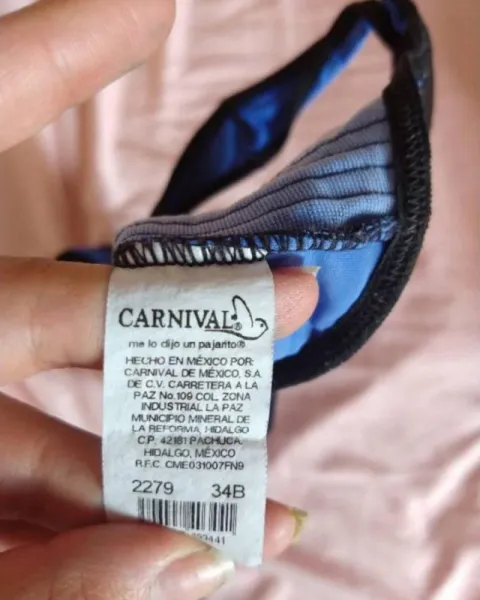 CARNIVAL®
me lo dijo un pajarito®
HECHO EN MÉXICO POR:
CARNIVAL DE MÉXICO, S.A.
DE C.V. CARRETERA A LA
PAZ No.109 COL. ZONA
INDUSTRIAL LA PAZ
MUNICIPIO MINERAL DE
LA REFORMA, HIDALGO
C.P. 42181 PACHUCA,
HIDALGO, MÉXICO
R.F.C. CME031007FN9
2279 34B